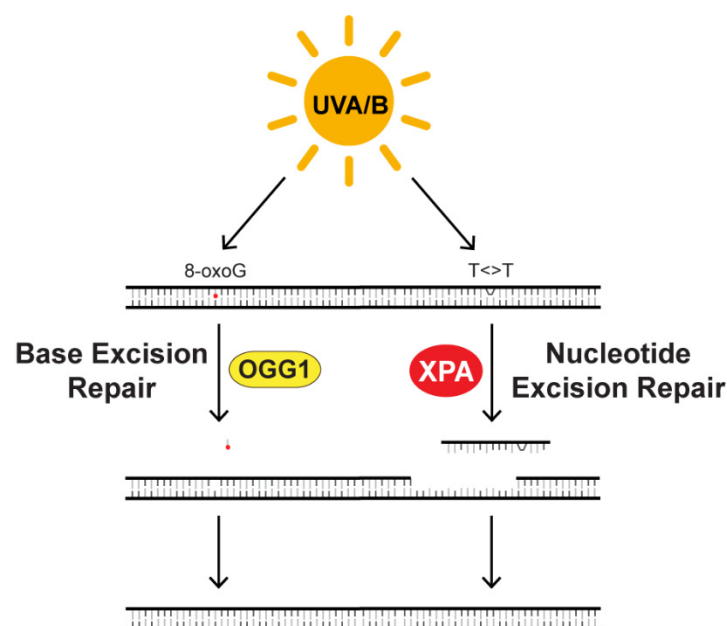 UVA/B
8-oxoG
T<>T
Base Excision
Repair
OGG1
XPA
Nucleotide
Excision Repair